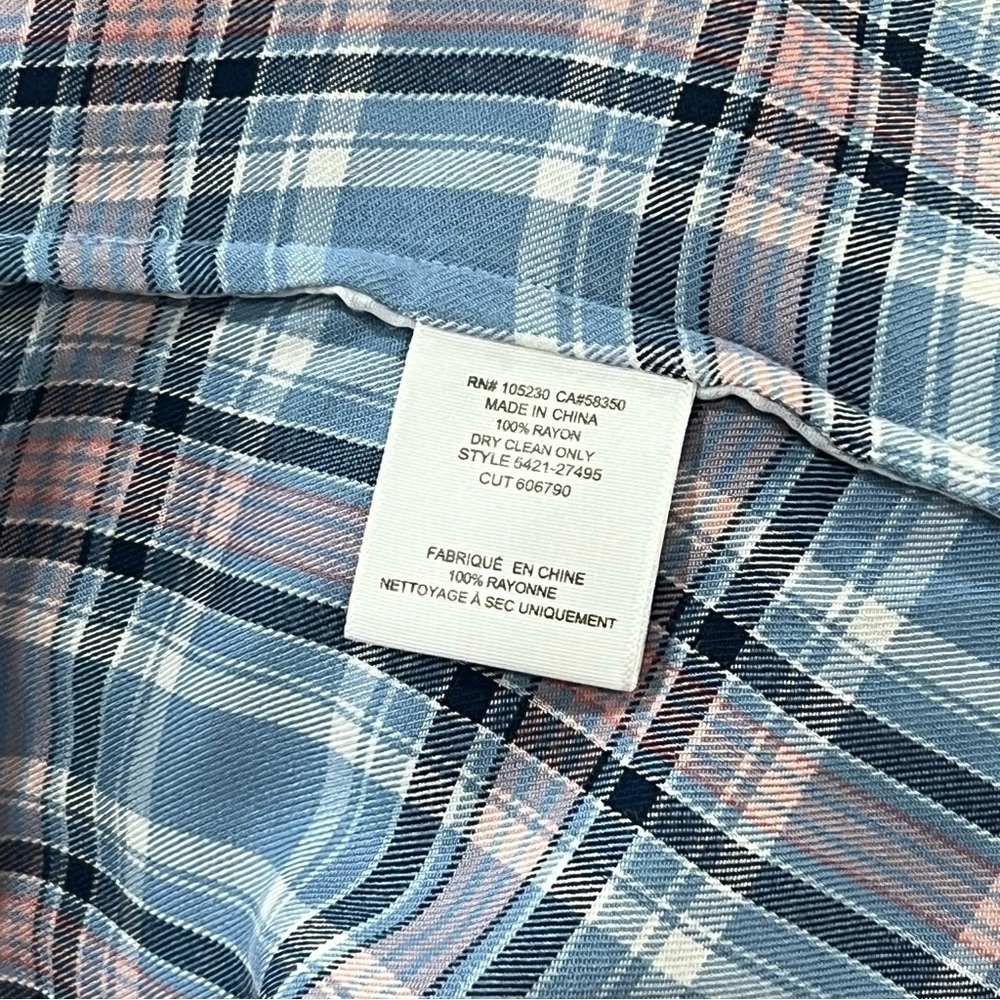 RN# 105230 CA#58350
MADE IN CHINA
100% RAYON
DRY CLEAN ONLY
STYLE 5421-27495
CUT 606790
FABRIQUÉ EN CHINE
100% RAYONNE
NETTOYAGE À SEC UNIQUEMENT